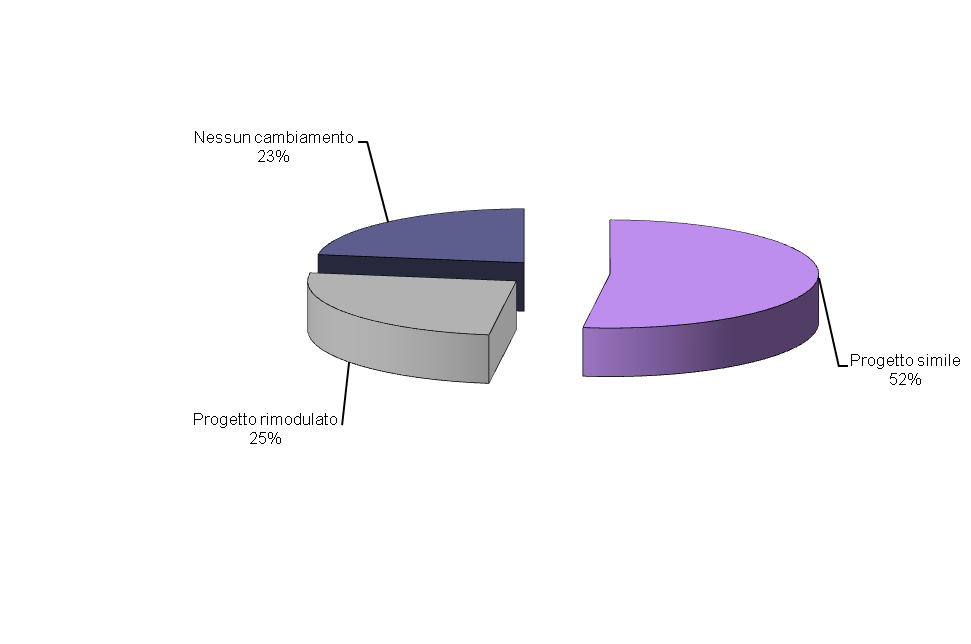 Nessun cambiamento
23%
Progetto simile
52%
Progetto rimodulato
25%